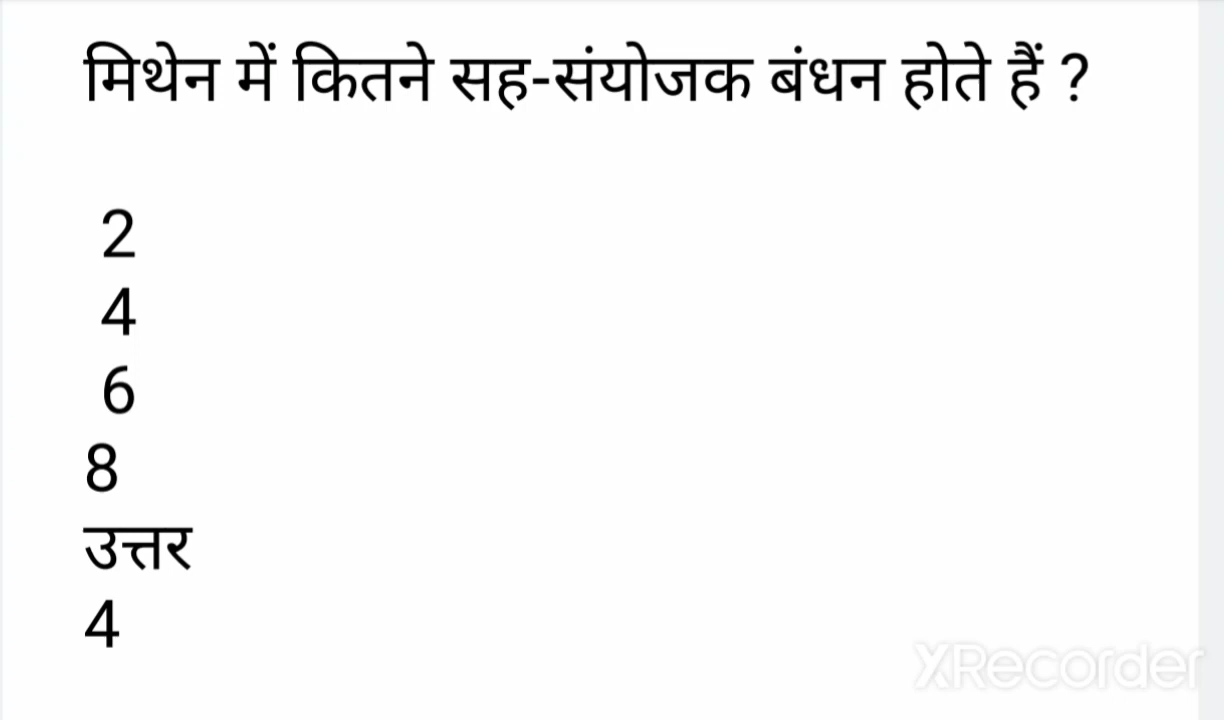 मिथेन में कितने सह-संयोजक बंधन होते हैं ?
2
4
6
8
उत्तर
4
XRecorder